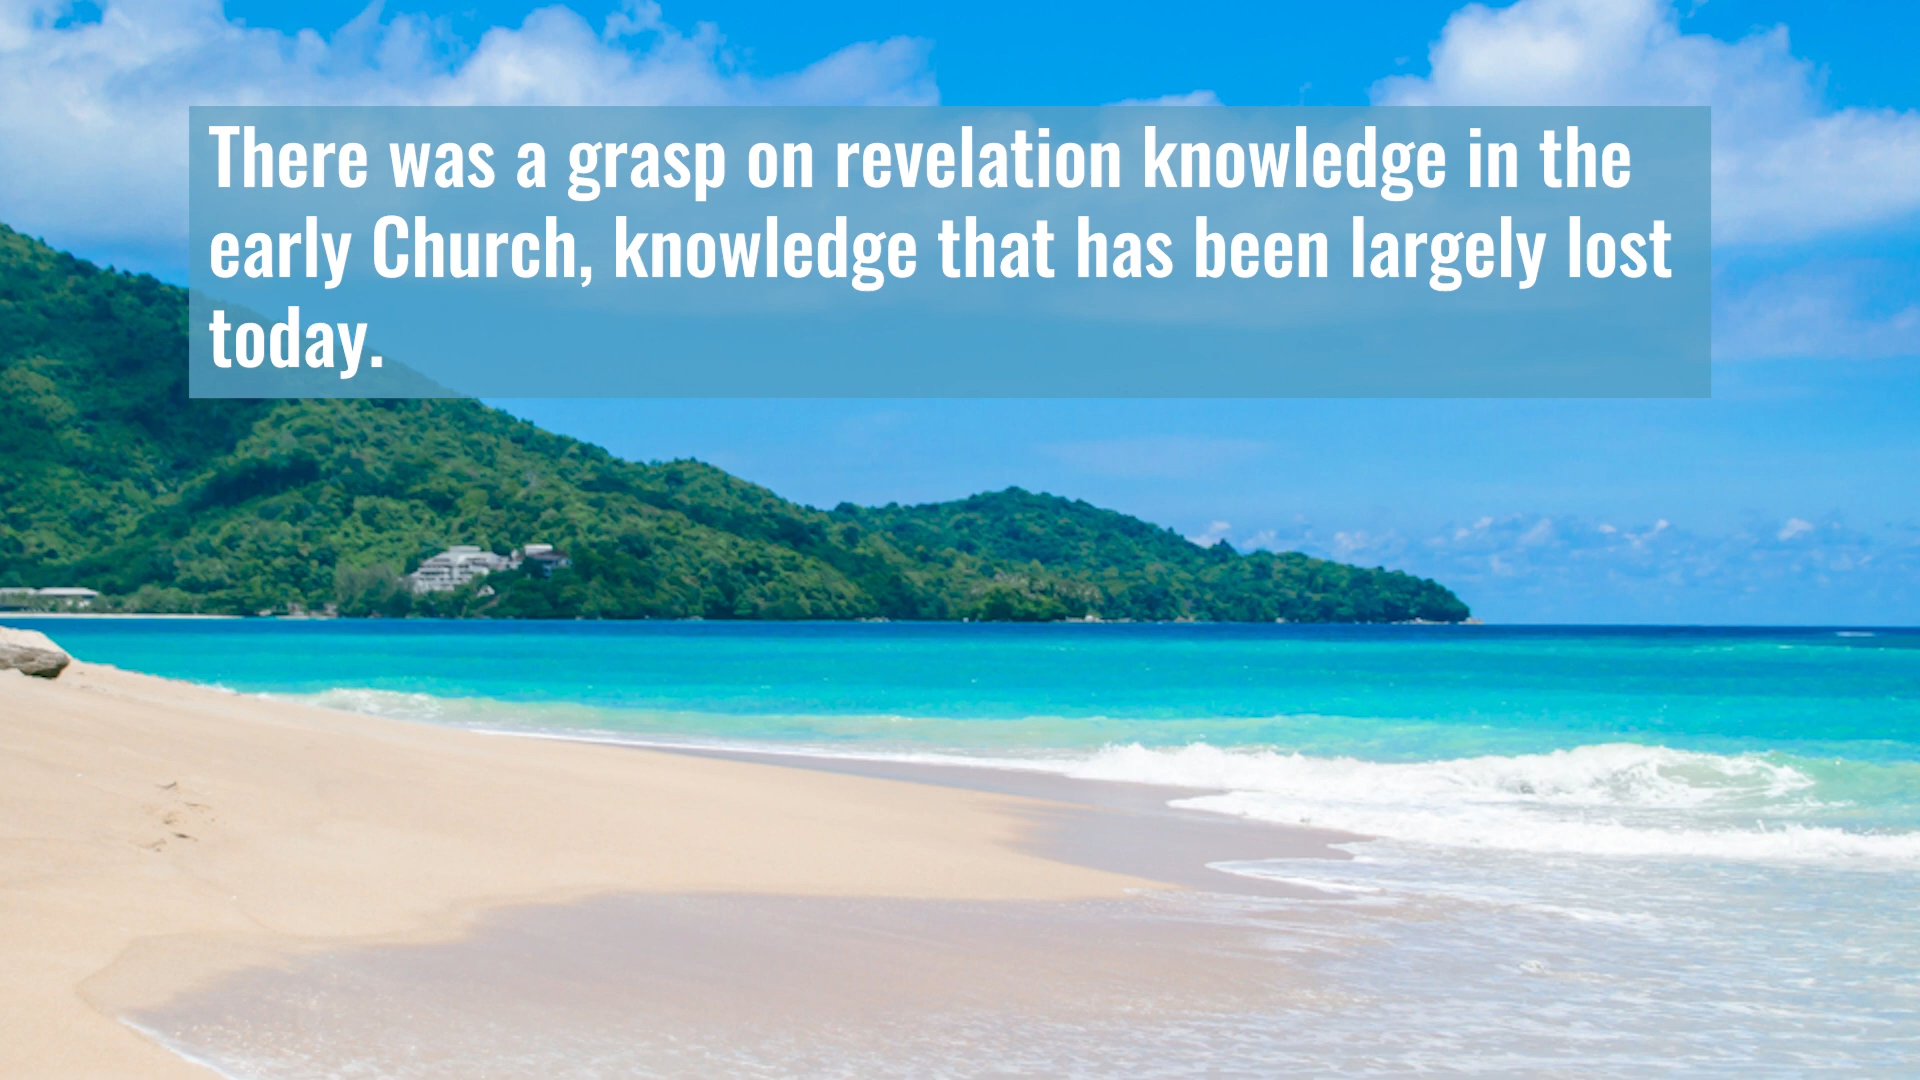 There was a grasp on revelation knowledge in the
early Church, knowledge that has been largely lost
today.